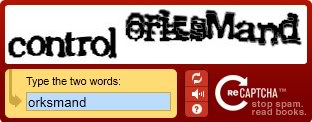 control orksMand
Type the two words:
orksmand
reCAPTCHA™
stop spam.
read books.